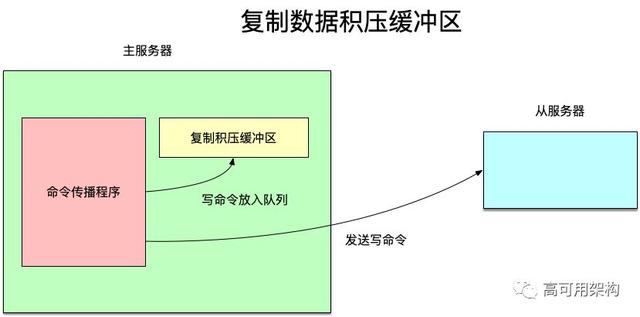 复制数据积压缓冲区
主服务器
从服务器
复制积压缓冲区
命令传播程序
写命令放入队列
发送写命令
高可用架构